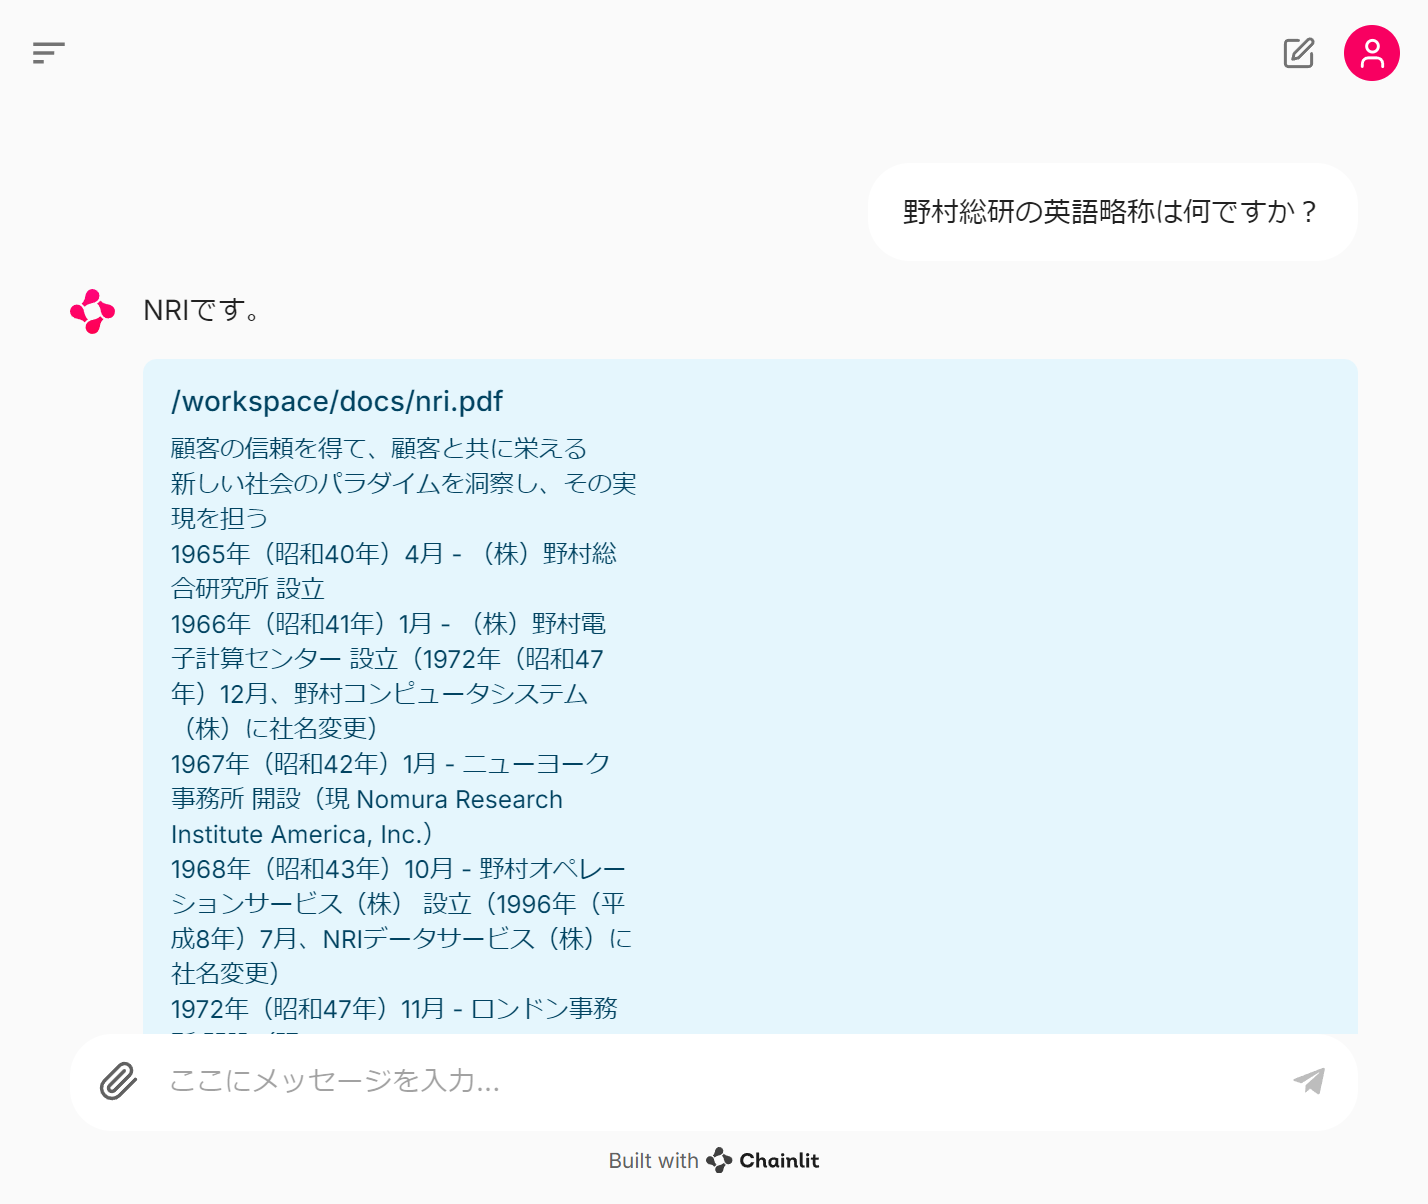 野村総研の英語略称は何ですか？
NRIです。
/workspace/docs/nri.pdf
顧客の信頼を得て、顧客と共に栄える
新しい社会のパラダイムを洞察し、その実
現を担う
1965年（昭和40年）4月 - （株）野村総
合研究所 設立
1966年（昭和41年）1月 - （株）野村電
子計算センター 設立（1972年（昭和47
年）12月、野村コンピュータシステム
（株）に社名変更）
1967年（昭和42年）1月 - ニューヨーク
事務所 開設（現 Nomura Research
Institute America, Inc.）
1968年（昭和43年）10月 - 野村オペレー
ションサービス（株） 設立（1996年（平
成8年）7月、NRIデータサービス（株）に
社名変更）
1972年（昭和47年）11月 - ロンドン事務
ここにメッセージを入力...
Built with Chainlit